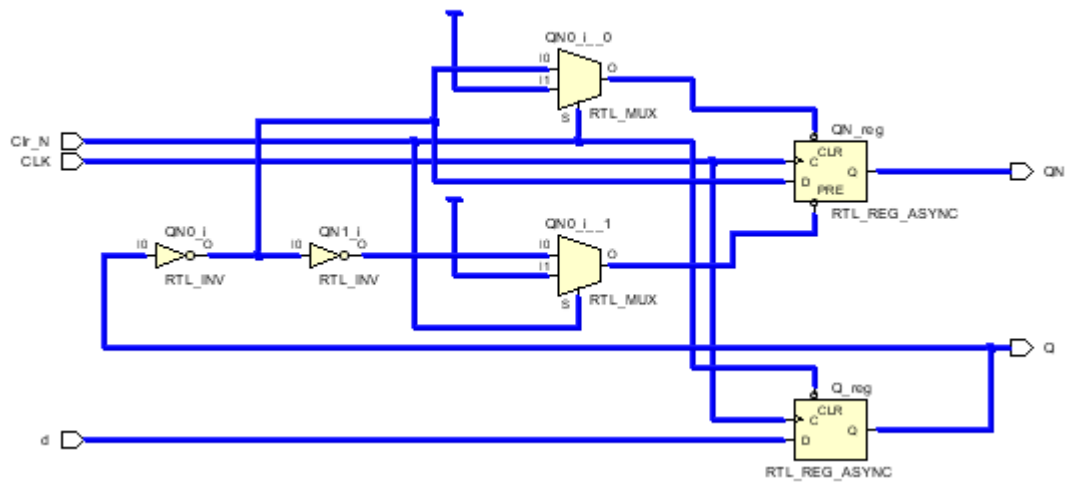 QN0_i__0
I0
O
I1
S
RTL_MUX
Clr_N
CLK
QN_reg
CLR
C
Q
D
PRE
RTL_REG_ASYNC
QN
QN0_i
I0
O
RTL_INV
QN1_i
I0
O
RTL_INV
QN0_i__1
I0
O
I1
S
RTL_MUX
Q
Q_reg
CLR
C
Q
D
RTL_REG_ASYNC
d